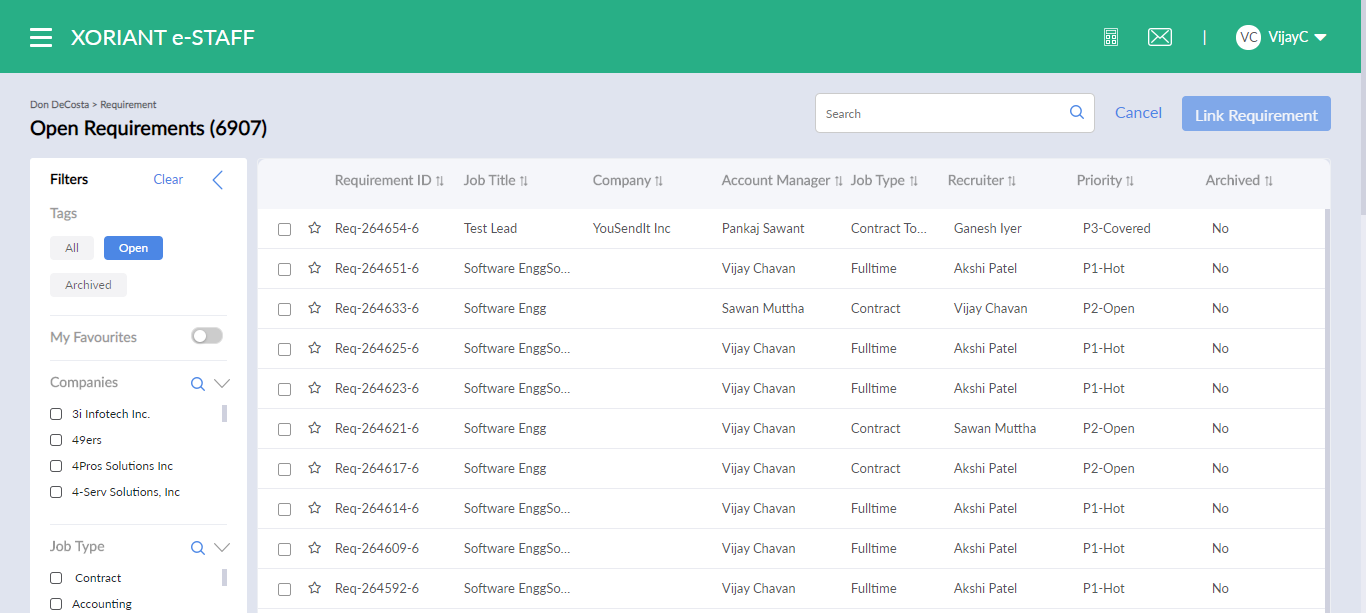 XORIANT e-STAFF
|
VC VijayC
Don DeCosta > Requirement
Open Requirements (6907)
Search
Cancel
Link Requirement
Filters Clear
Tags
All Open
Archived
My Favourites
Companies
3i Infotech Inc.
49ers
4Pros Solutions Inc
4-Serv Solutions, Inc
Job Type
Contract
Accounting
Requirement ID Job Title Company Account Manager Job Type Recruiter Priority Archived
Req-264654-6 Test Lead YouSendIt Inc Pankaj Sawant Contract To... Ganesh Iyer P3-Covered No
Req-264651-6 Software EnggSo... Vijay Chavan Fulltime Akshi Patel P1-Hot No
Req-264633-6 Software Engg Sawan Muttha Contract Vijay Chavan P2-Open No
Req-264625-6 Software EnggSo... Vijay Chavan Fulltime Akshi Patel P1-Hot No
Req-264623-6 Software EnggSo... Vijay Chavan Fulltime Akshi Patel P1-Hot No
Req-264621-6 Software Engg Vijay Chavan Contract Sawan Muttha P2-Open No
Req-264617-6 Software Engg Vijay Chavan Contract Akshi Patel P2-Open No
Req-264614-6 Software EnggSo... Vijay Chavan Fulltime Akshi Patel P1-Hot No
Req-264609-6 Software EnggSo... Vijay Chavan Fulltime Akshi Patel P1-Hot No
Req-264592-6 Software EnggSo... Vijay Chavan Fulltime Akshi Patel P1-Hot No